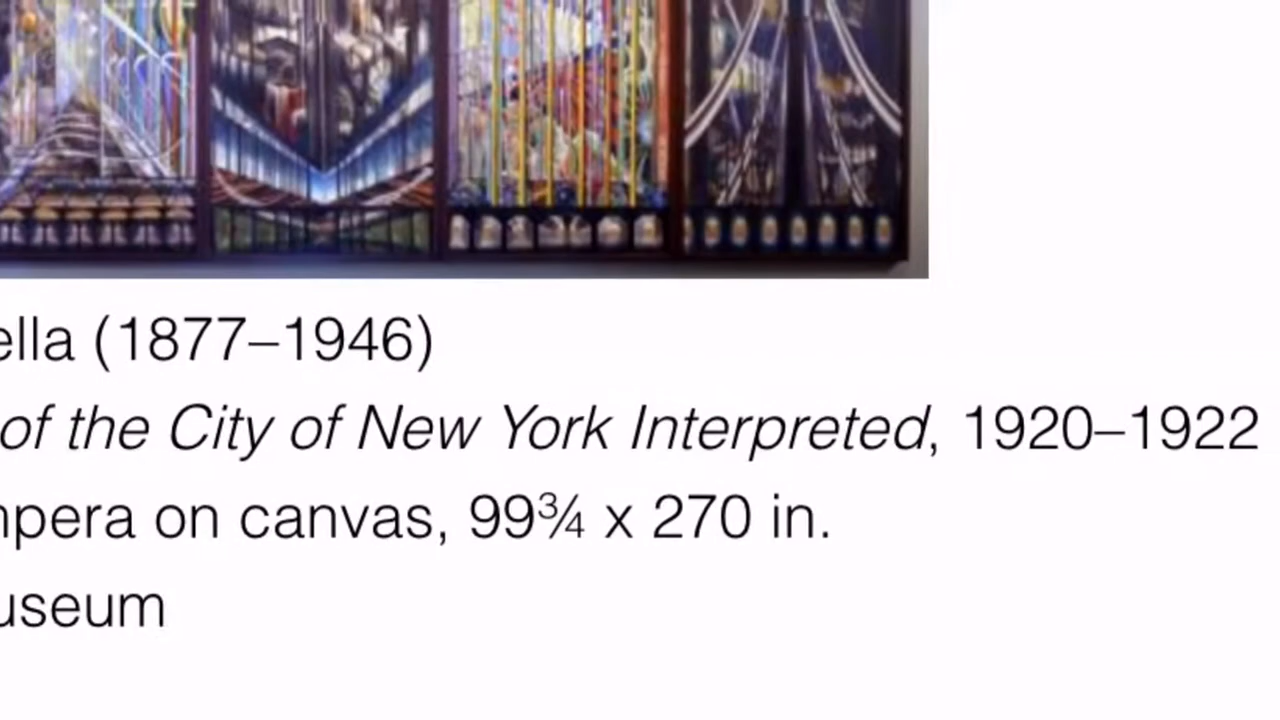 ella (1877–1946)
of the City of New York Interpreted, 1920–1922
mpera on canvas, 99¾ x 270 in.
useum